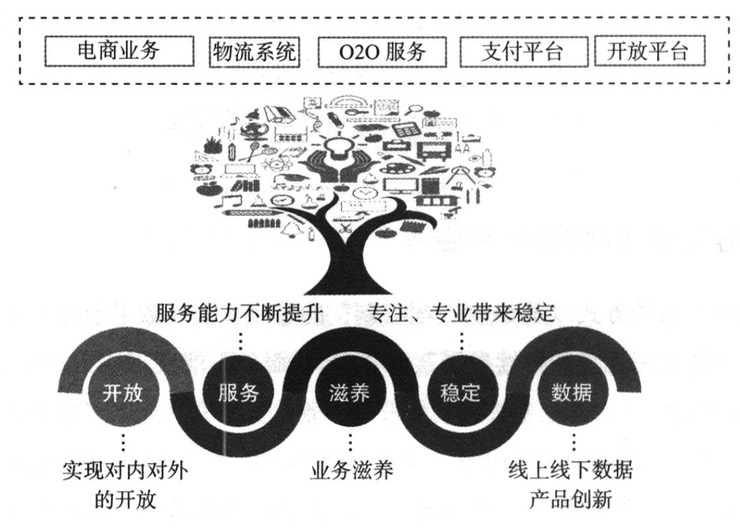 电商业务
物流系统
O2O 服务
支付平台
开放平台
服务能力不断提升
专注、专业带来稳定
开放
服务
滋养
稳定
数据
实现对内对外
的开放
业务滋养
线上线下数据
产品创新